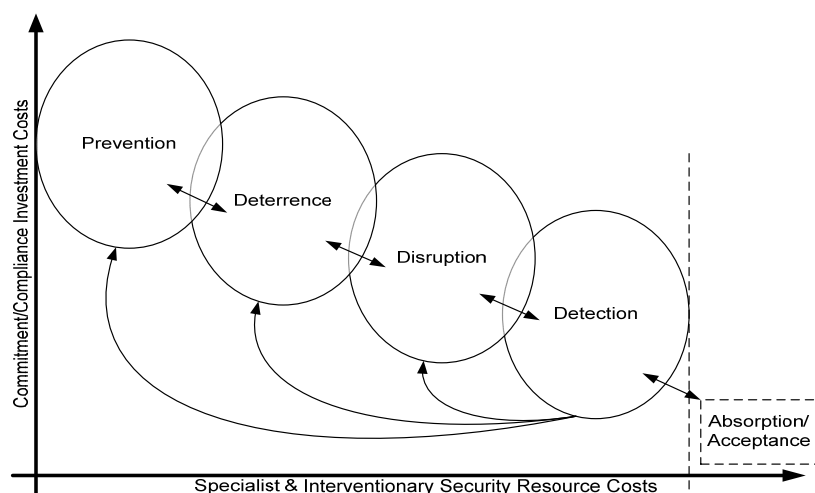 Commitment/Compliance Investment Costs
Prevention
Deterrence
Disruption
Detection
Absorption/
Acceptance
Specialist & Interventionary Security Resource Costs